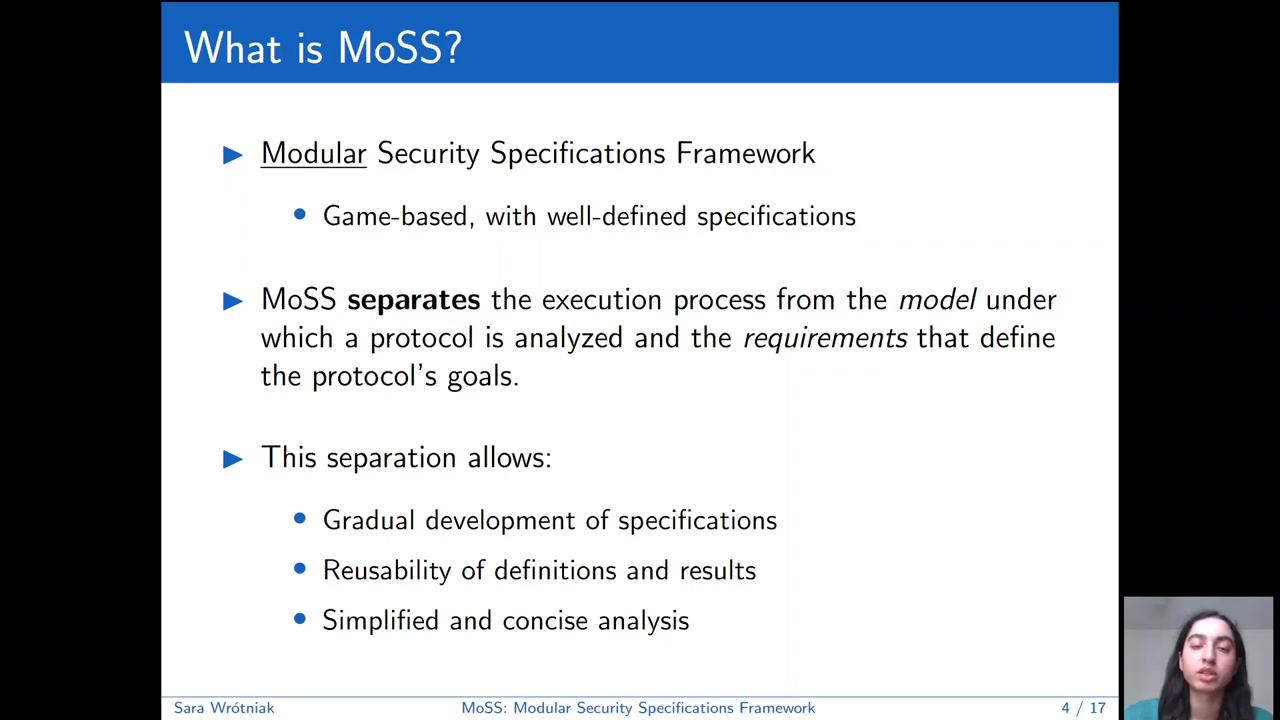 What is MoSS?
Modular Security Specifications Framework
Game-based, with well-defined specifications
MoSS separates the execution process from the model under
which a protocol is analyzed and the requirements that define
the protocol's goals.
This separation allows:
Gradual development of specifications
Reusability of definitions and results
Simplified and concise analysis
Sara Wrótniak MoSS: Modular Security Specifications Framework 4 / 17